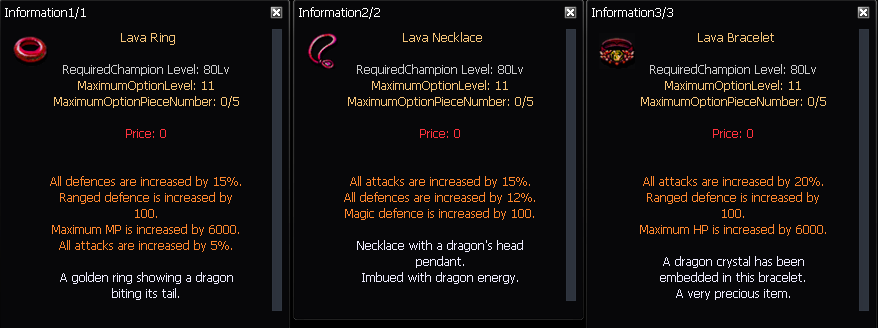 Information1/1
Lava Ring
RequiredChampion Level: 80Lv
MaximumOptionLevel: 11
MaximumOptionPieceNumber: 0/5
Price: 0
All defences are increased by 15%.
Ranged defence is increased by
100.
Maximum MP is increased by 6000.
All attacks are increased by 5%.
A golden ring showing a dragon
biting its tail.
Information2/2
Lava Necklace
RequiredChampion Level: 80Lv
MaximumOptionLevel: 11
MaximumOptionPieceNumber: 0/5
Price: 0
All attacks are increased by 15%.
All defences are increased by 12%.
Magic defence is increased by 100.
Necklace with a dragon's head
pendant.
Imbued with dragon energy.
Information3/3
Lava Bracelet
RequiredChampion Level: 80Lv
MaximumOptionLevel: 11
MaximumOptionPieceNumber: 0/5
Price: 0
All attacks are increased by 20%.
Ranged defence is increased by
100.
Maximum HP is increased by 6000.
A dragon crystal has been
embedded in this bracelet.
A very precious item.